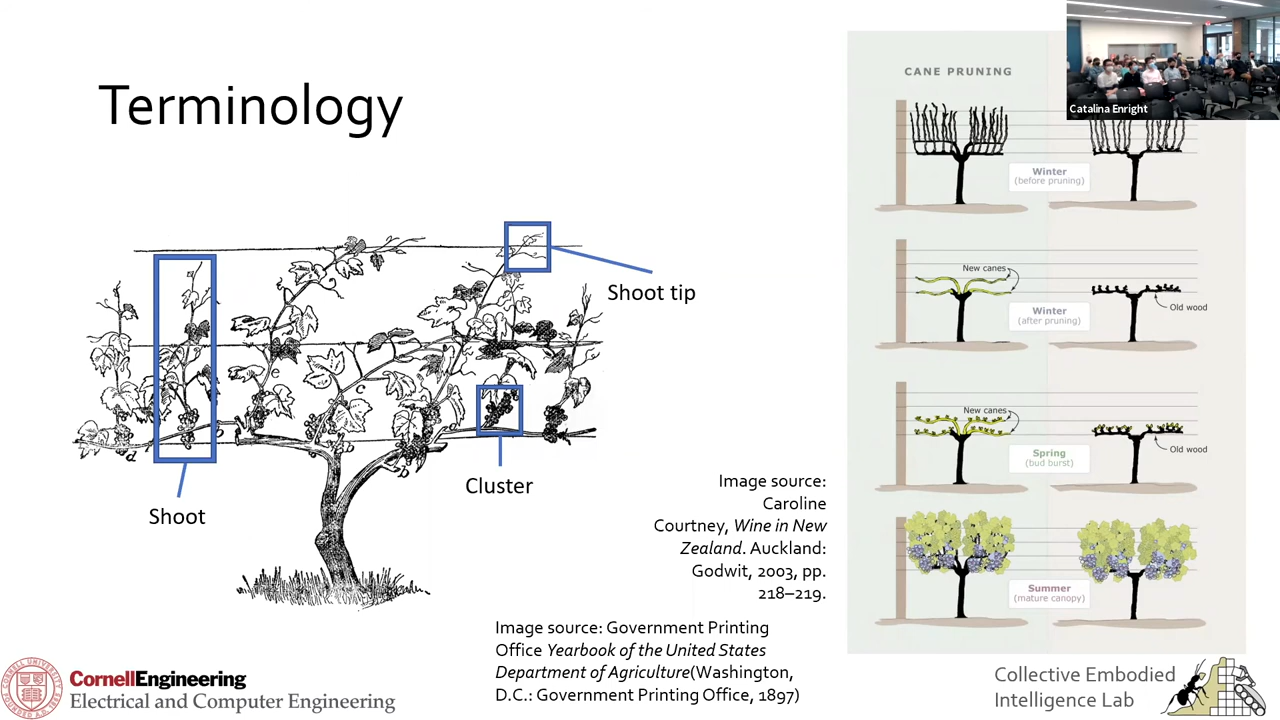 Terminology
Shoot tip
Cluster
Shoot
e
c
d
b
b
b
Image source:
Caroline
Courtney, Wine in New
Zealand. Auckland:
Godwit, 2003, pp.
218–219.
Image source: Government Printing
Office Yearbook of the United States
Department of Agriculture(Washington,
D.C.: Government Printing Office, 1897)
CANE PRUNING
Catalina Enright
Winter
(before pruning)
New canes
Winter
(after pruning)
Old wood
New canes
Spring
(bud burst)
Old wood
Summer
(mature canopy)
CornellEngineering
Electrical and Computer Engineering
Collective Embodied
Intelligence Lab